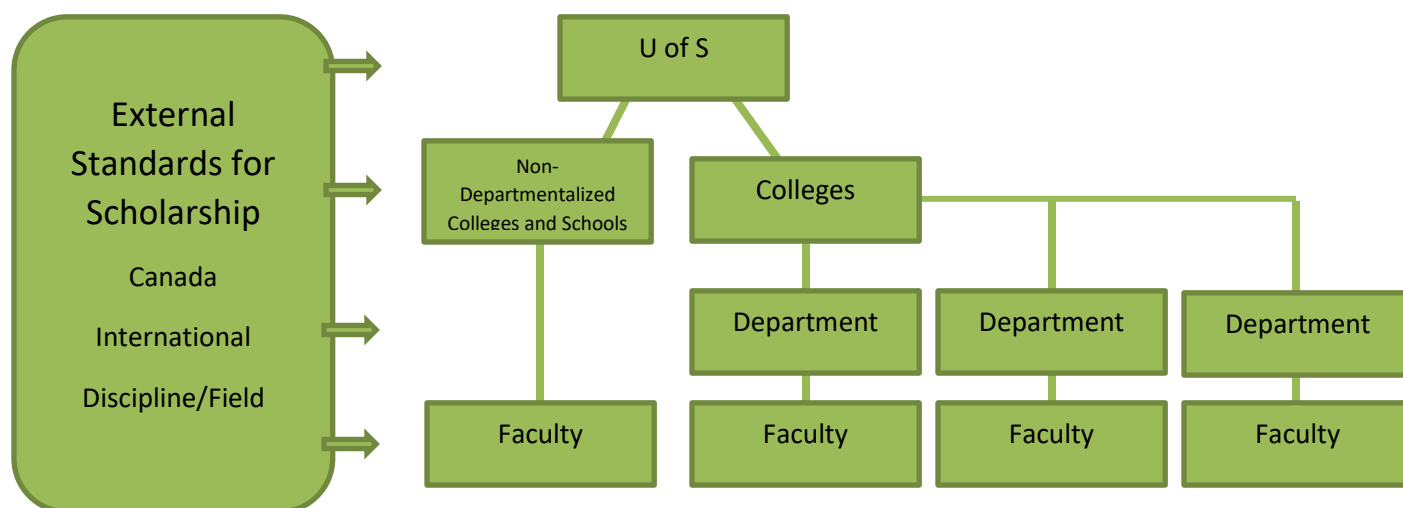 External
Standards for
Scholarship
Canada
International
Discipline/Field
U of S
Non-
Departmentalized
Colleges and Schools
Colleges
Department
Department
Department
Faculty
Faculty
Faculty
Faculty